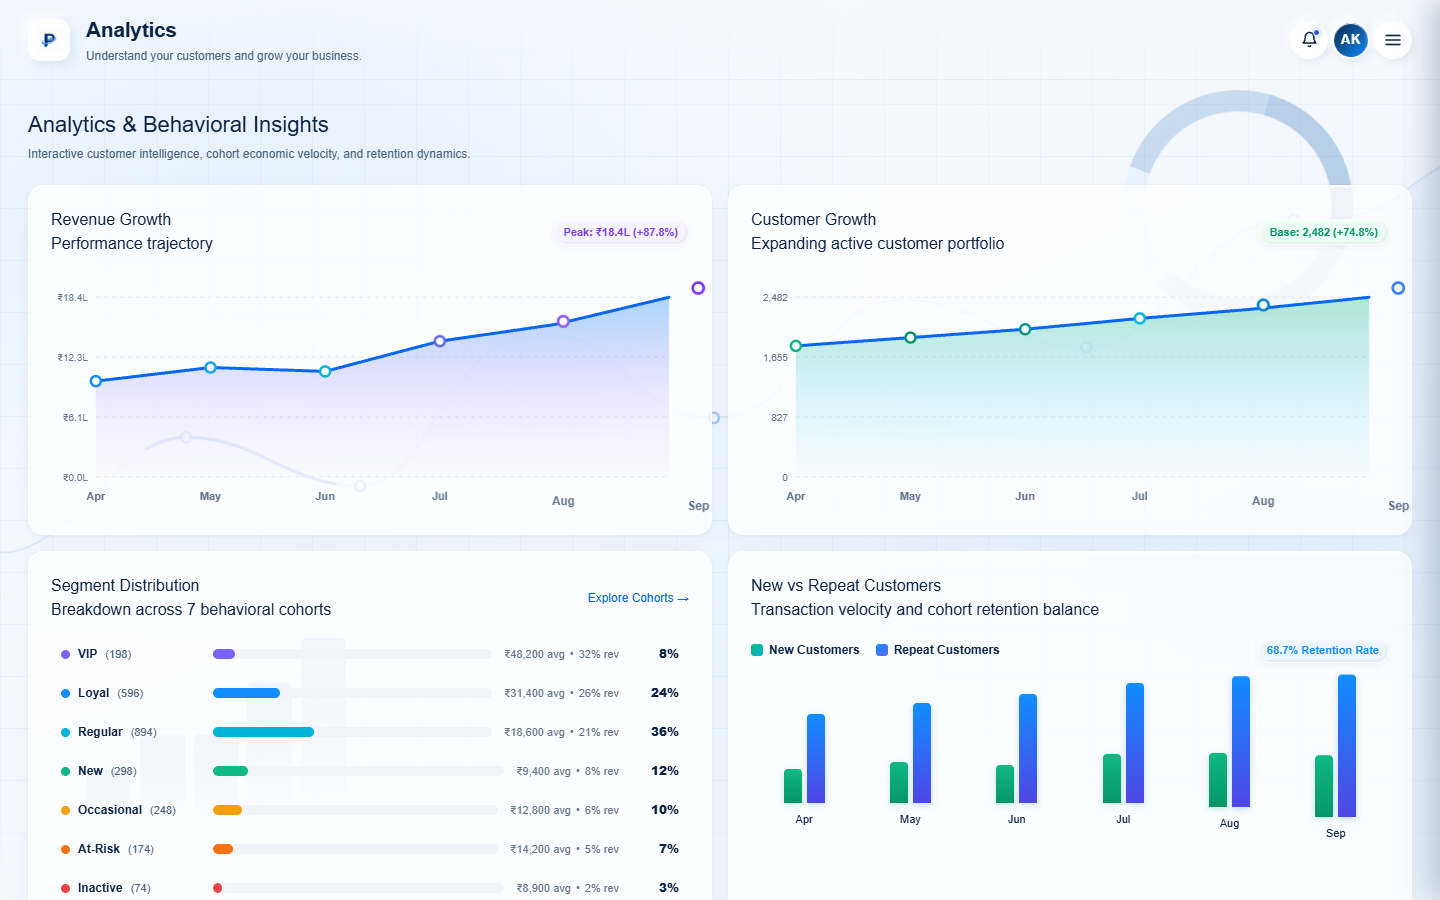 P
Analytics
Understand your customers and grow your business.
AK
Analytics & Behavioral Insights
Interactive customer intelligence, cohort economic velocity, and retention dynamics.
Revenue Growth
Performance trajectory
Peak: ₹18.4L (+87.8%)
₹18.4L
₹12.3L
₹6.1L
₹0.0L
Apr
May
Jun
Jul
Aug
Sep
Customer Growth
Expanding active customer portfolio
Base: 2,482 (+74.8%)
2,482
1,655
827
0
Apr
May
Jun
Jul
Aug
Sep
Segment Distribution
Breakdown across 7 behavioral cohorts
Explore Cohorts →
VIP (198) ₹48,200 avg • 32% rev 8%
Loyal (596) ₹31,400 avg • 26% rev 24%
Regular (894) ₹18,600 avg • 21% rev 36%
New (298) ₹9,400 avg • 8% rev 12%
Occasional (248) ₹12,800 avg • 6% rev 10%
At-Risk (174) ₹14,200 avg • 5% rev 7%
Inactive (74) ₹8,900 avg • 2% rev 3%
New vs Repeat Customers
Transaction velocity and cohort retention balance
New Customers
Repeat Customers
68.7% Retention Rate
Apr
May
Jun
Jul
Aug
Sep